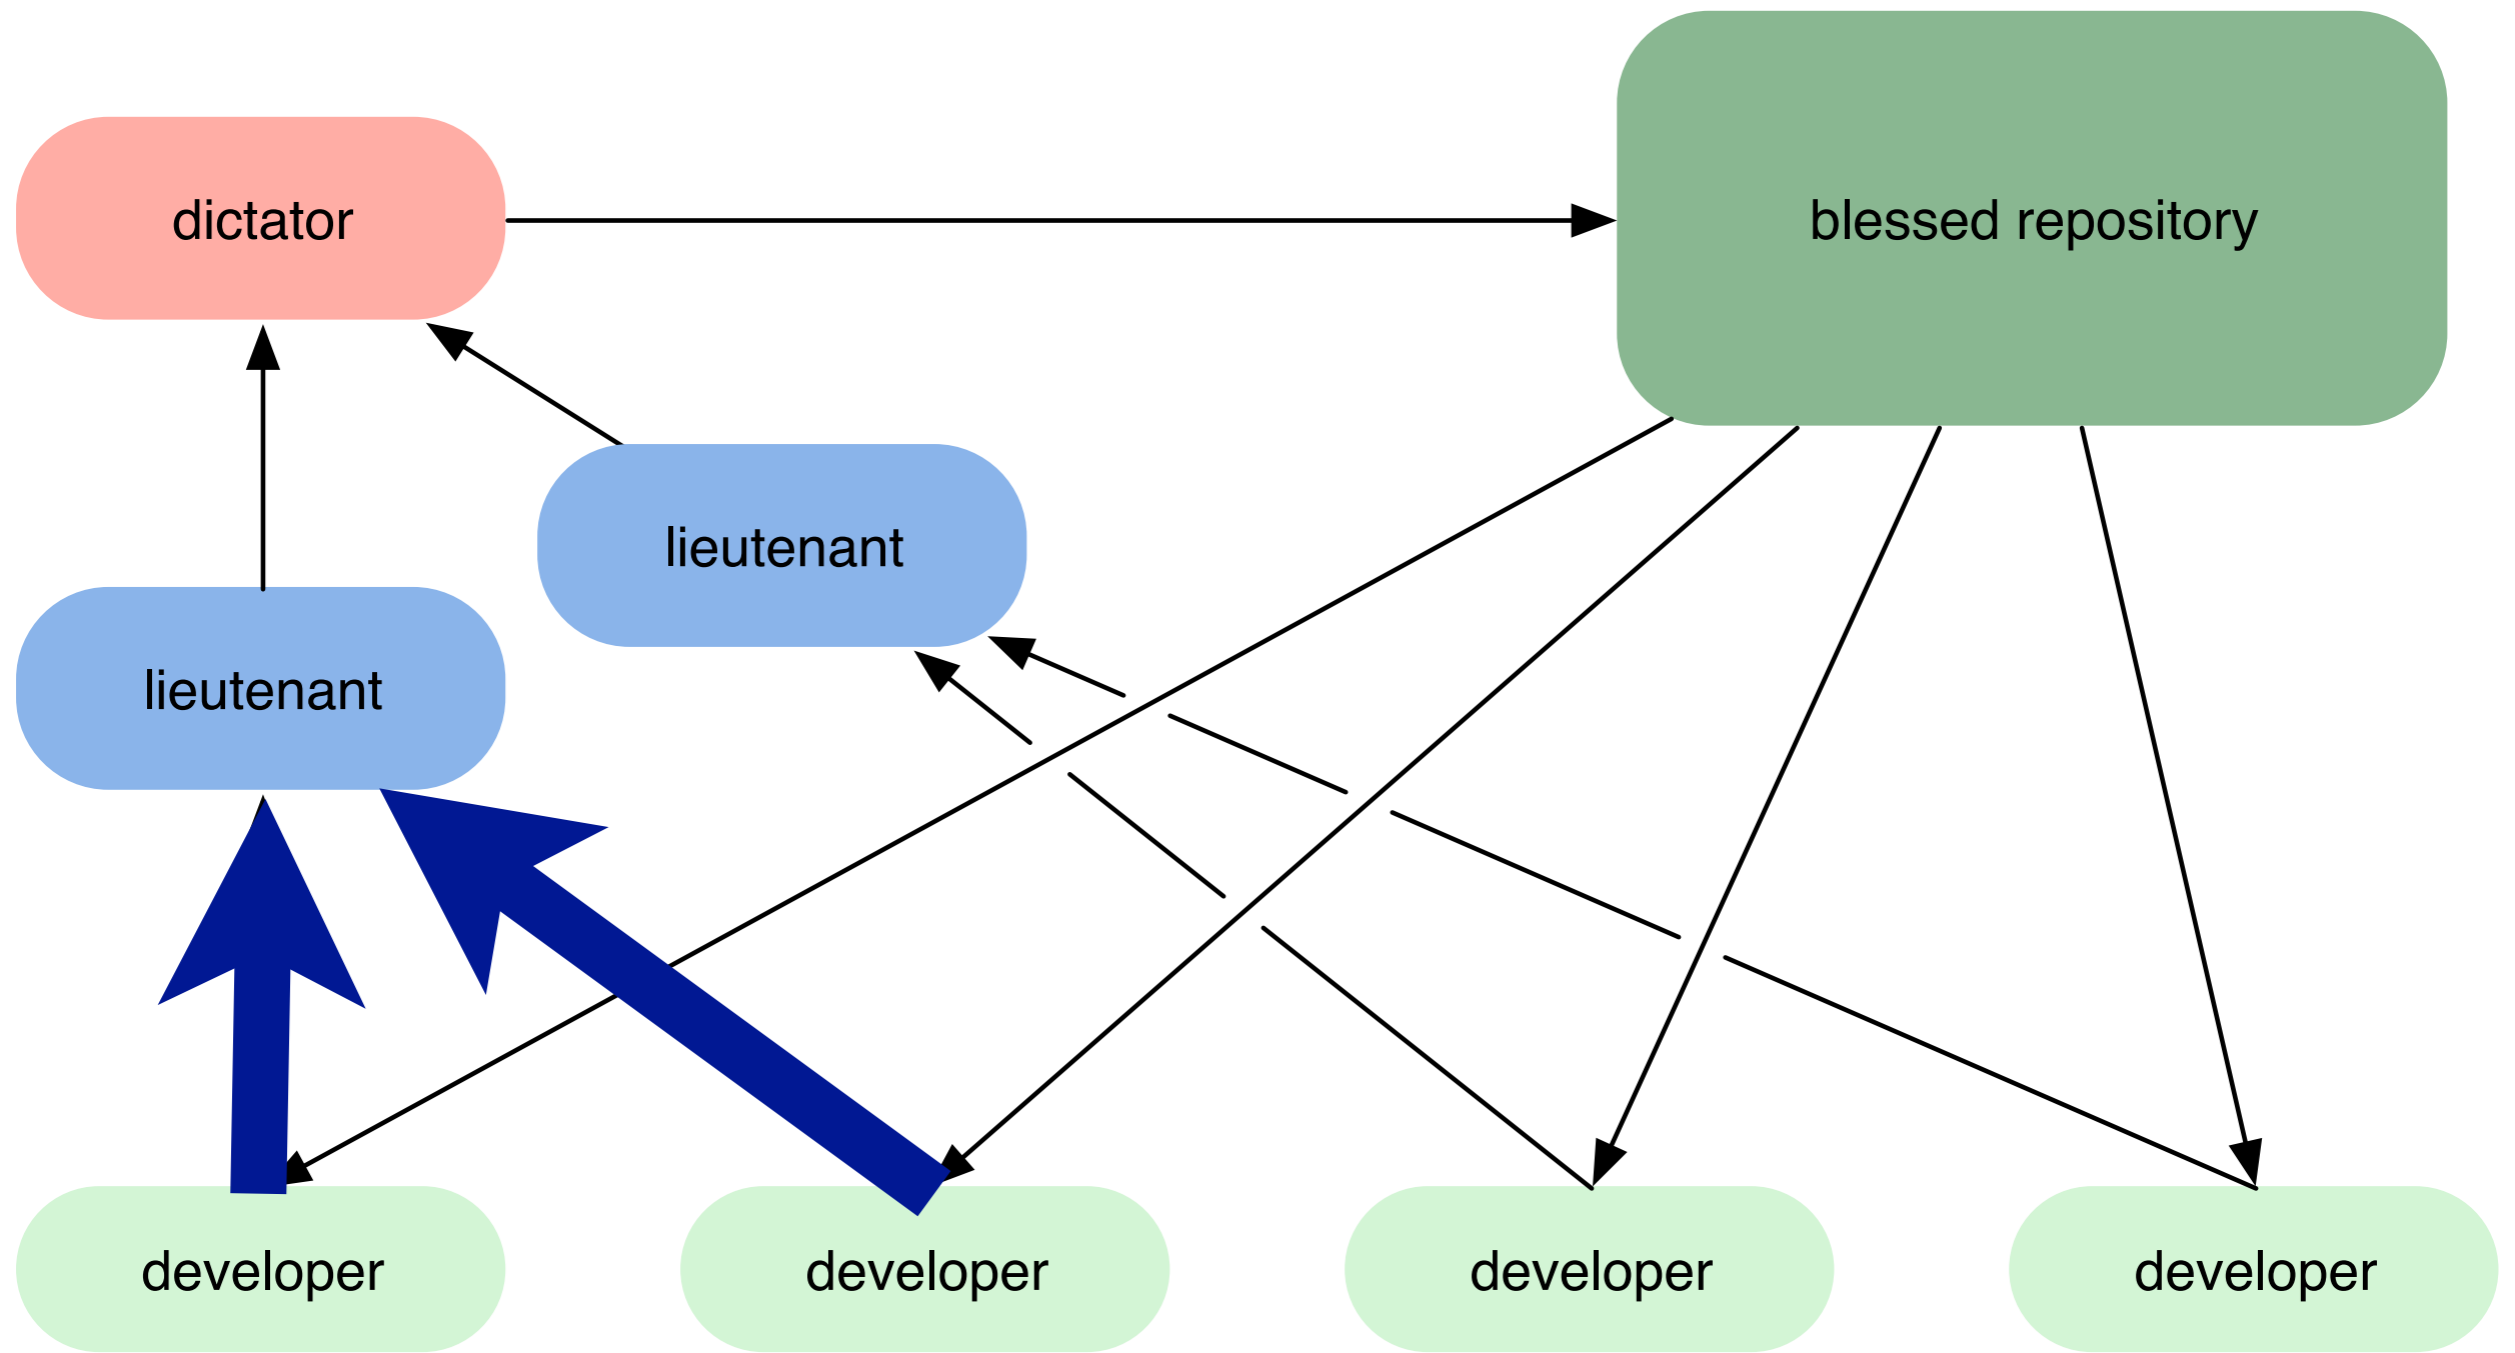 dictator
blessed repository
lieutenant
lieutenant
developer
developer
developer
developer